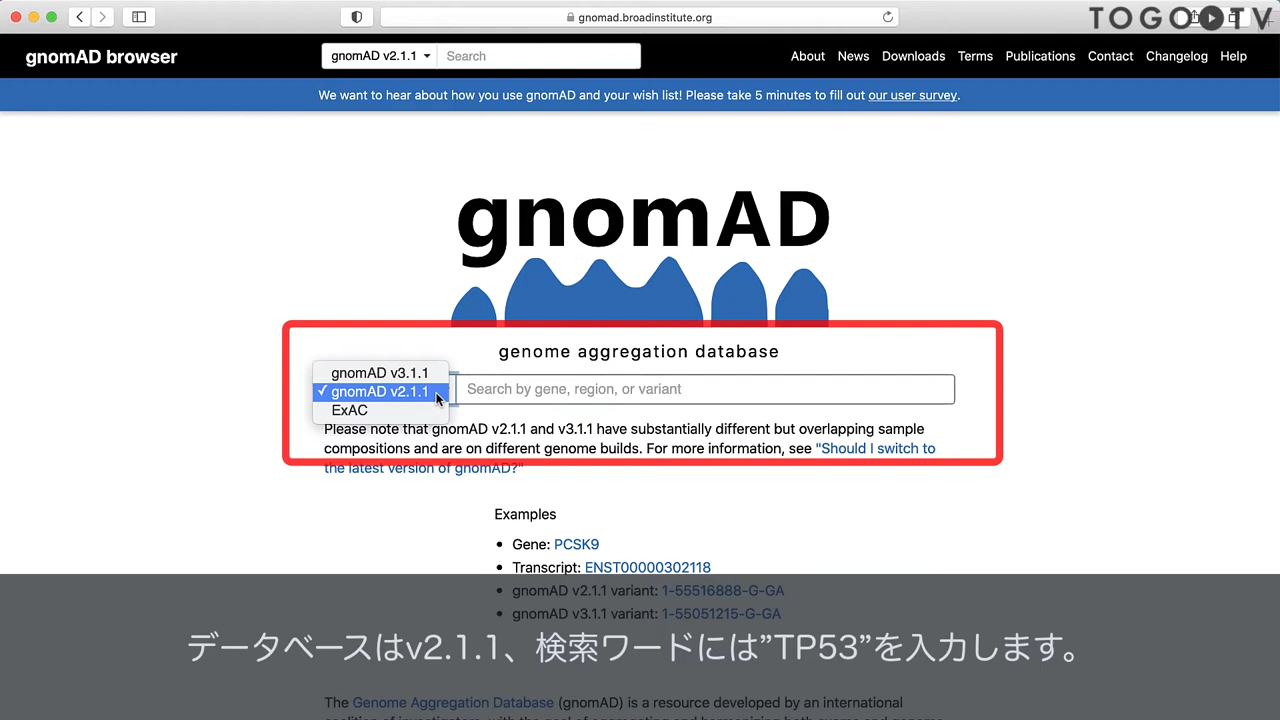 gnomad.broadinstitute.org
TOGO TV
gnomAD browser
gnomAD v2.1.1
Search
About News Downloads Terms Publications Contact Changelog Help
We want to hear about how you use gnomAD and your wish list! Please take 5 minutes to fill out our user survey.
gnomAD
genome aggregation database
gnomAD v3.1.1
✓ gnomAD v2.1.1
ExAC
Search by gene, region, or variant
Please note that gnomAD v2.1.1 and v3.1.1 have substantially different but overlapping sample
compositions and are on different genome builds. For more information, see "Should I switch to
the latest version of gnomAD?"
Examples
• Gene: PCSK9
• Transcript: ENST00000302118
• gnomAD v2.1.1 variant: 1-55516888-G-GA
• gnomAD v3.1.1 variant: 1-55051215-G-GA
データベースはv2.1.1、検索ワードには”TP53”を入力します。
The Genome Aggregation Database (gnomAD) is a resource developed by an international